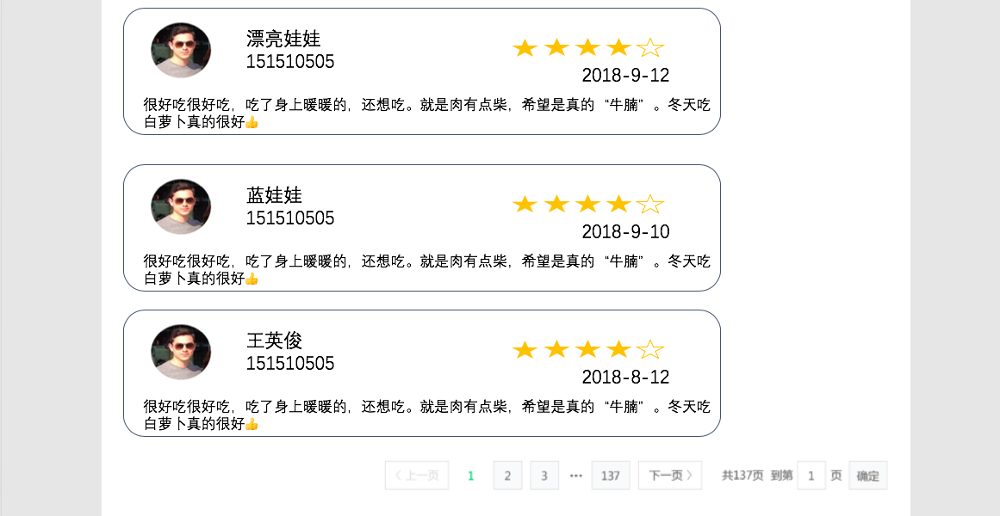 漂亮娃娃
151510505
2018-9-12
很好吃很好吃，吃了身上暖暖的，还想吃。就是肉有点柴，希望是真的“牛腩”。冬天吃
白萝卜真的很好👍
蓝娃娃
151510505
2018-9-10
很好吃很好吃，吃了身上暖暖的，还想吃。就是肉有点柴，希望是真的“牛腩”。冬天吃
白萝卜真的很好👍
王英俊
151510505
2018-8-12
很好吃很好吃，吃了身上暖暖的，还想吃。就是肉有点柴，希望是真的“牛腩”。冬天吃
白萝卜真的很好👍
〈 上一页 1 2 3 ••• 137 下一页 〉 共137页 到第 1 页 确定